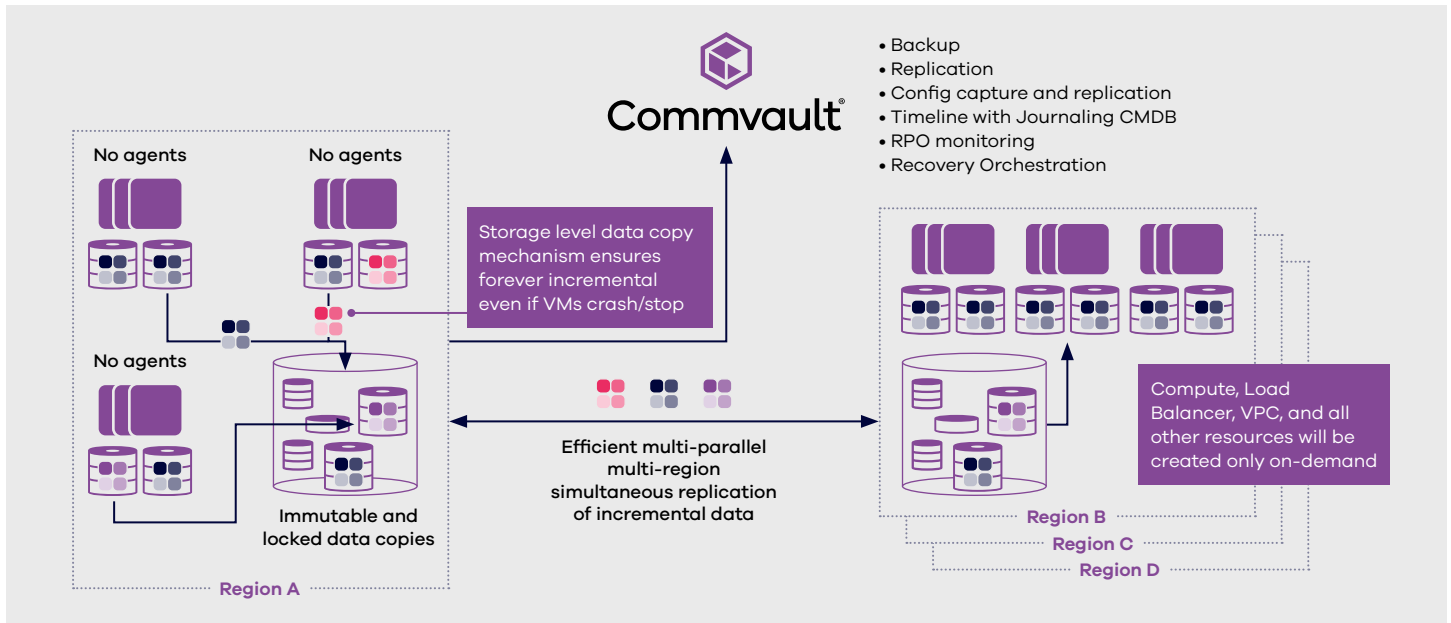 Commvault®
• Backup
• Replication
• Config capture and replication
• Timeline with Journaling CMDB
• RPO monitoring
• Recovery Orchestration
No agents
No agents
Storage level data copy
mechanism ensures
forever incremental
even if VMs crash/stop
No agents
Immutable and
locked data copies
Region A
Efficient multi-parallel
multi-region
simultaneous replication
of incremental data
Compute, Load
Balancer, VPC, and all
other resources will be
created only on-demand
Region B
Region C
Region D